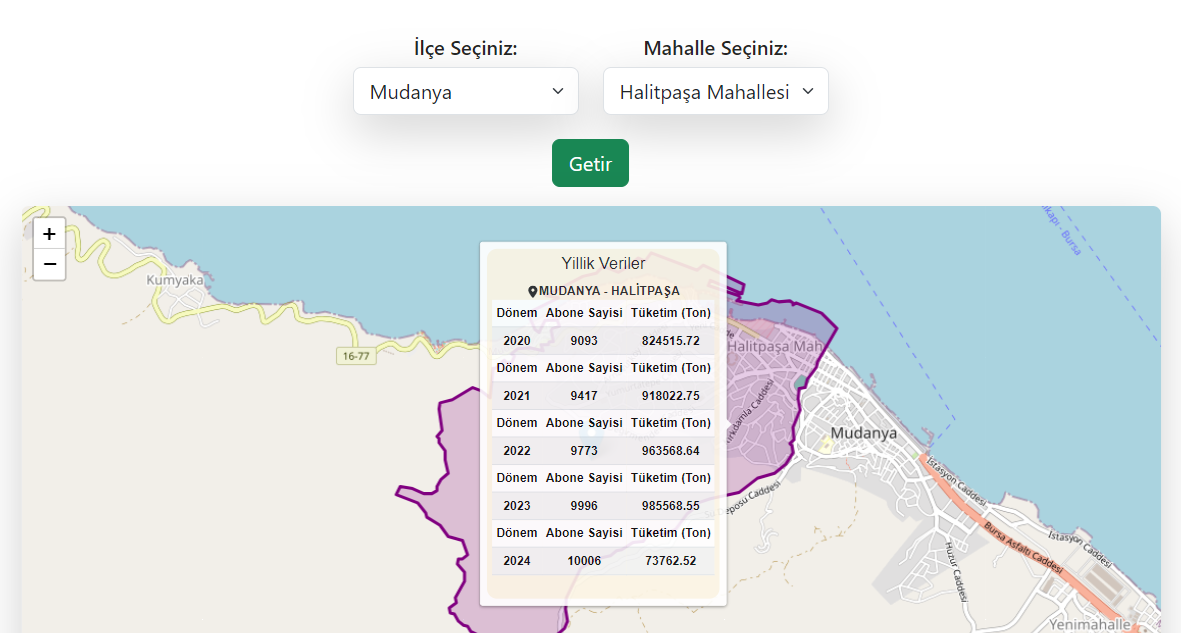 İlçe Seçiniz:
Mahalle Seçiniz:
Mudanya
Halitpaşa Mahallesi
Getir
+
−
Yillik Veriler
MUDANYA - HALİTPAŞA
Dönem Abone Sayisi Tüketim (Ton)
2020 9093 824515.72
Dönem Abone Sayisi Tüketim (Ton)
2021 9417 918022.75
Dönem Abone Sayisi Tüketim (Ton)
2022 9773 963568.64
Dönem Abone Sayisi Tüketim (Ton)
2023 9996 985568.55
Dönem Abone Sayisi Tüketim (Ton)
2024 10006 73762.52
Kumyaka
16-77
Halitpaşa Mah
Mudanya
İstasyon Caddesi
Bursa Asfaltı Caddesi
İstasyon Caddesi
Huzur Caddesi
Yenimahalle
Deposu Caddesi
Bursa